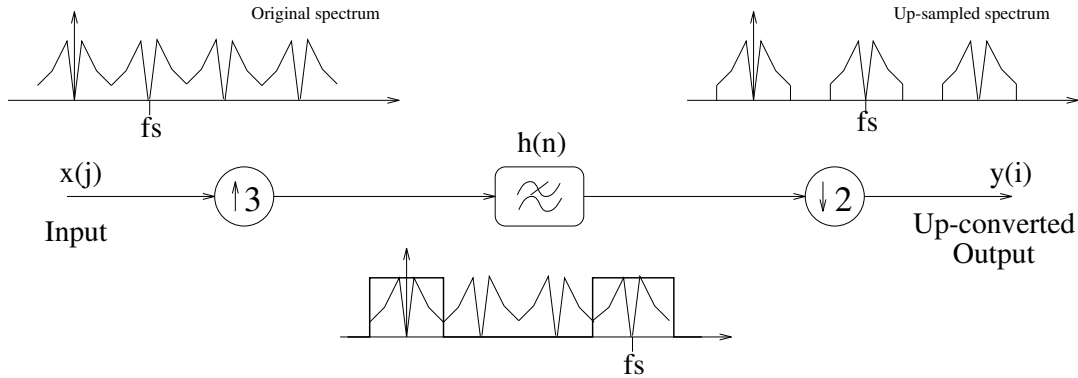 Original spectrum
Up-sampled spectrum
fs
fs
h(n)
x(j)
y(i)
↑3
↓2
Input
Up-converted
Output
fs